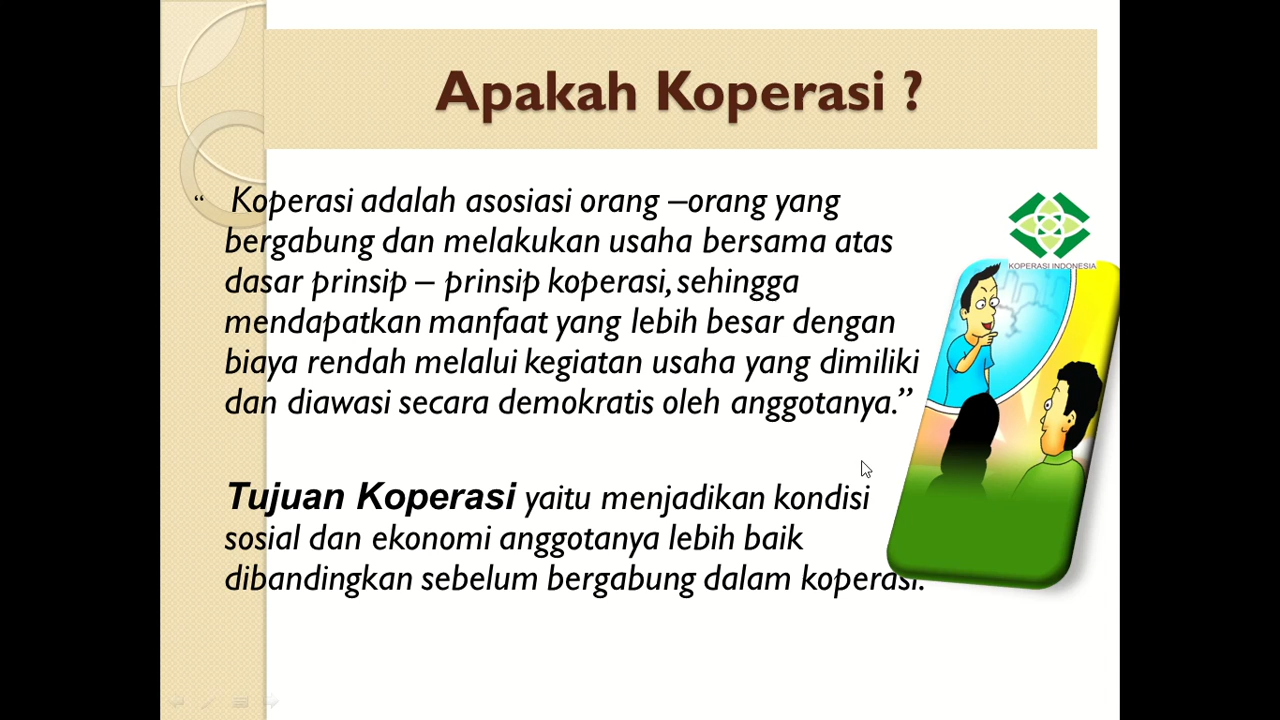 Apakah Koperasi ?
“ Koperasi adalah asosiasi orang –orang yang
bergabung dan melakukan usaha bersama atas
dasar prinsip – prinsip koperasi, sehingga
mendapatkan manfaat yang lebih besar dengan
biaya rendah melalui kegiatan usaha yang dimiliki
dan diawasi secara demokratis oleh anggotanya.”
KOPERASI INDONESIA
Tujuan Koperasi yaitu menjadikan kondisi
sosial dan ekonomi anggotanya lebih baik
dibandingkan sebelum bergabung dalam koperasi.